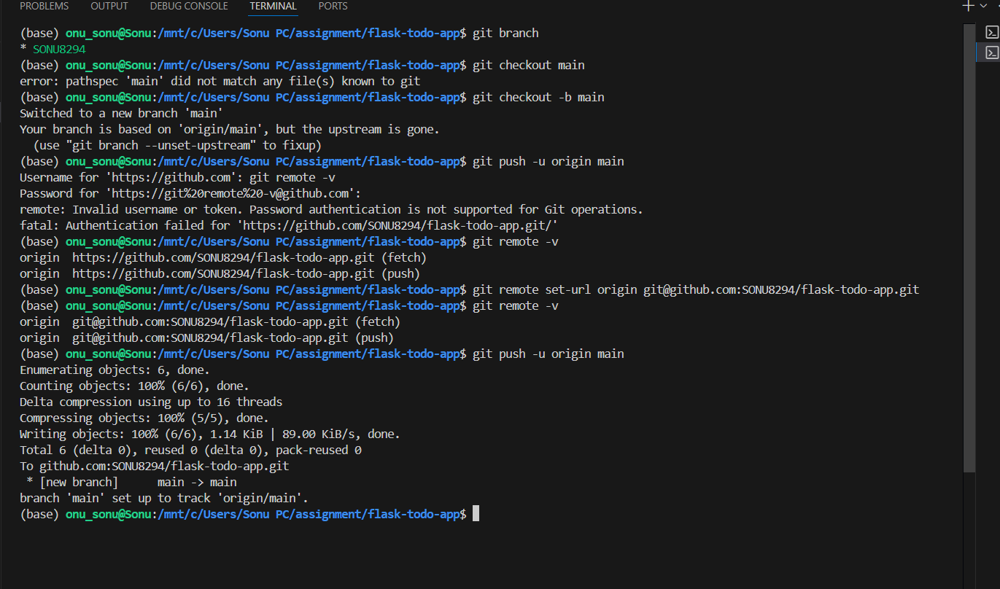 PROBLEMS OUTPUT DEBUG CONSOLE TERMINAL PORTS
(base) onu_sonu@Sonu:/mnt/c/Users/Sonu PC/assignment/flask-todo-app$ git branch
* SONU8294
(base) onu_sonu@Sonu:/mnt/c/Users/Sonu PC/assignment/flask-todo-app$ git checkout main
error: pathspec 'main' did not match any file(s) known to git
(base) onu_sonu@Sonu:/mnt/c/Users/Sonu PC/assignment/flask-todo-app$ git checkout -b main
Switched to a new branch 'main'
Your branch is based on 'origin/main', but the upstream is gone.
  (use "git branch --unset-upstream" to fixup)
(base) onu_sonu@Sonu:/mnt/c/Users/Sonu PC/assignment/flask-todo-app$ git push -u origin main
Username for 'https://github.com': git remote -v
Password for 'https://git%20remote%20-v@github.com':
remote: Invalid username or token. Password authentication is not supported for Git operations.
fatal: Authentication failed for 'https://github.com/SONU8294/flask-todo-app.git/'
(base) onu_sonu@Sonu:/mnt/c/Users/Sonu PC/assignment/flask-todo-app$ git remote -v
origin  https://github.com/SONU8294/flask-todo-app.git (fetch)
origin  https://github.com/SONU8294/flask-todo-app.git (push)
(base) onu_sonu@Sonu:/mnt/c/Users/Sonu PC/assignment/flask-todo-app$ git remote set-url origin git@github.com:SONU8294/flask-todo-app.git
(base) onu_sonu@Sonu:/mnt/c/Users/Sonu PC/assignment/flask-todo-app$ git remote -v
origin  git@github.com:SONU8294/flask-todo-app.git (fetch)
origin  git@github.com:SONU8294/flask-todo-app.git (push)
(base) onu_sonu@Sonu:/mnt/c/Users/Sonu PC/assignment/flask-todo-app$ git push -u origin main
Enumerating objects: 6, done.
Counting objects: 100% (6/6), done.
Delta compression using up to 16 threads
Compressing objects: 100% (5/5), done.
Writing objects: 100% (6/6), 1.14 KiB | 89.00 KiB/s, done.
Total 6 (delta 0), reused 0 (delta 0), pack-reused 0
To github.com:SONU8294/flask-todo-app.git
 * [new branch]      main -> main
branch 'main' set up to track 'origin/main'.
(base) onu_sonu@Sonu:/mnt/c/Users/Sonu PC/assignment/flask-todo-app$